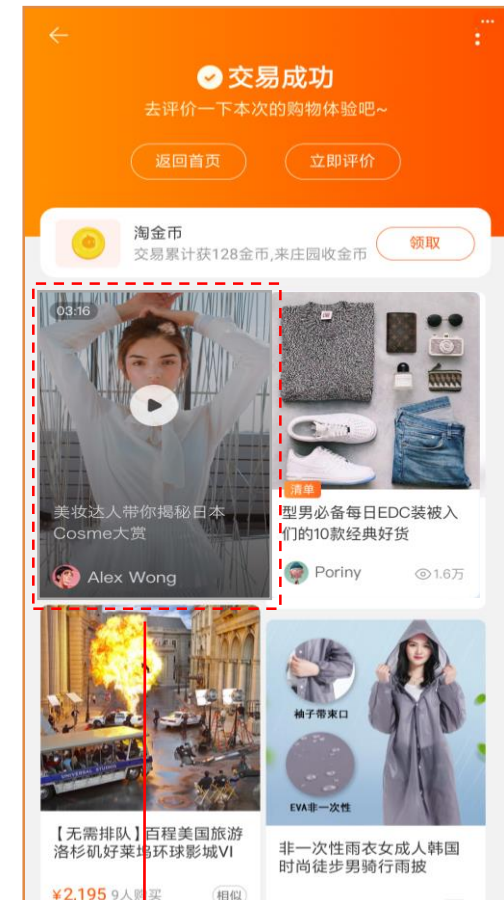 交易成功
去评价一下本次的购物体验吧~
返回首页
立即评价
淘金币
交易累计获128金币,来庄园收金币
领取
03:16
美妆达人带你揭秘日本
Cosme大赏
Alex Wong
清单
型男必备每日EDC装被入
们的10款经典好货
Poriny
1.6万
UNIVERSAL STUDIOS
【无需排队】百程美国旅游
洛杉矶好莱坞环球影城VI
¥2,195 9人购买
相似
袖子带束口
EVA非一次性
非一次性雨衣女成人韩国
时尚徒步男骑行雨披